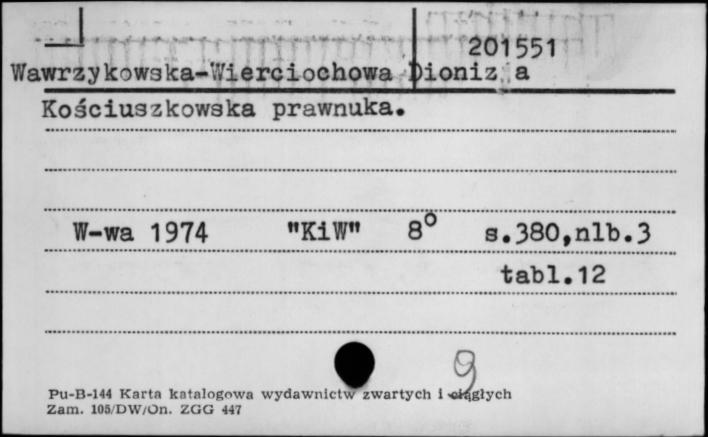 201551
Wawrzykowska-Wierciochowa Dioniz a
Kościuszkowska prawnuka.
W-wa 1974 "KiW" 8° s.380,nlb.3
tabl.12
9
Pu-B-144 Karta katalogowa wydawnictw zwartych i ciągłych
Zam. 105/DW/On. ZGG 447